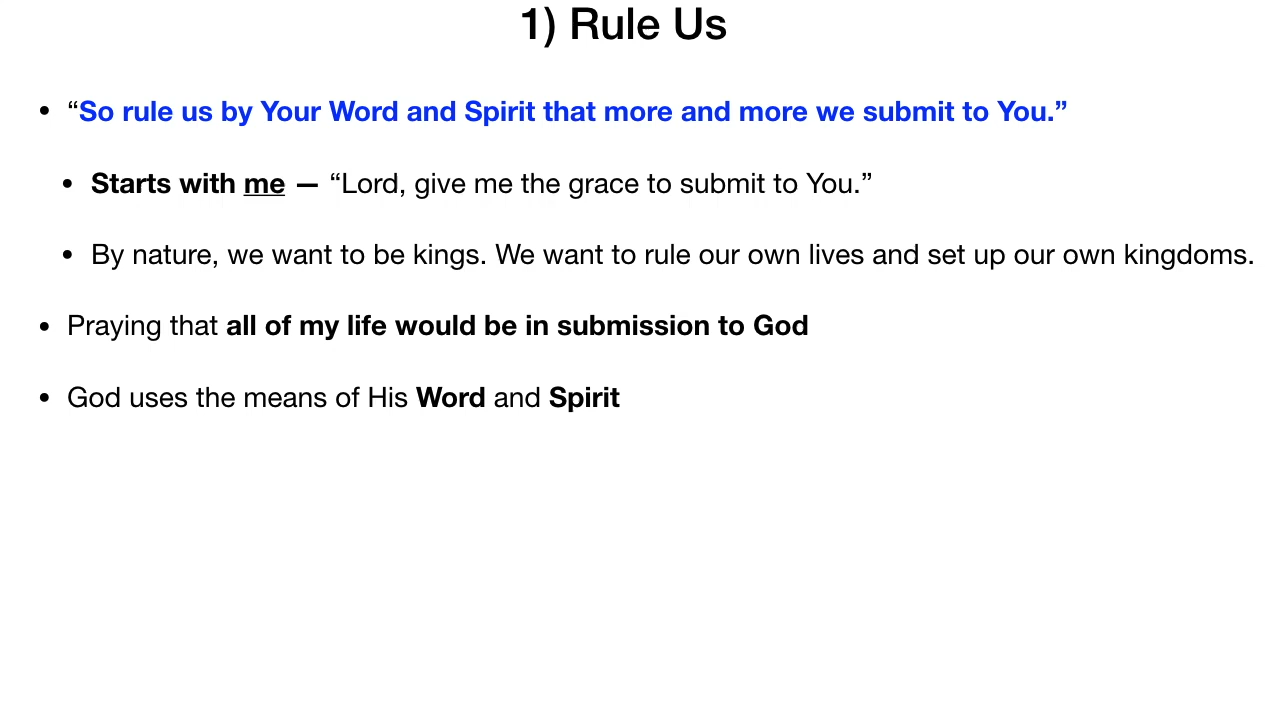 1) Rule Us
• “So rule us by Your Word and Spirit that more and more we submit to You.”
• Starts with me — “Lord, give me the grace to submit to You.”
• By nature, we want to be kings. We want to rule our own lives and set up our own kingdoms.
• Praying that all of my life would be in submission to God
• God uses the means of His Word and Spirit